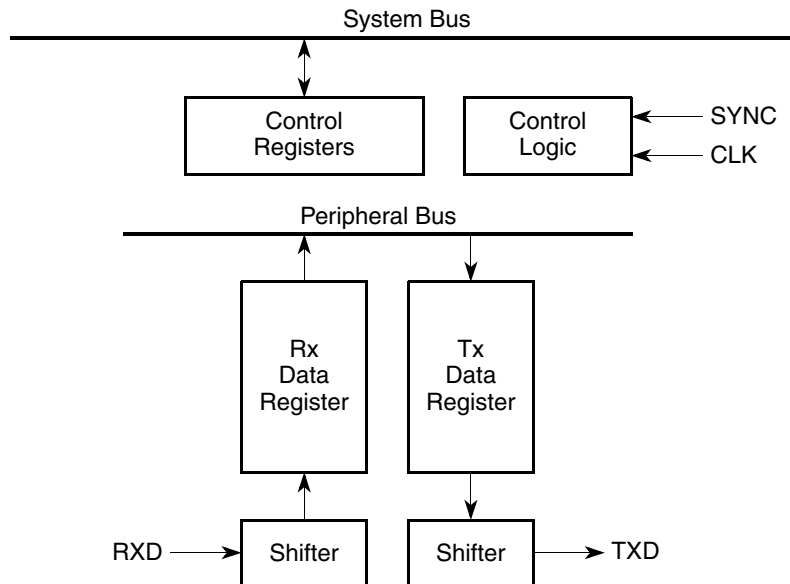 System Bus
Control
Registers
Control
Logic
SYNC
CLK
Peripheral Bus
Rx
Data
Register
Tx
Data
Register
RXD
Shifter
Shifter
TXD